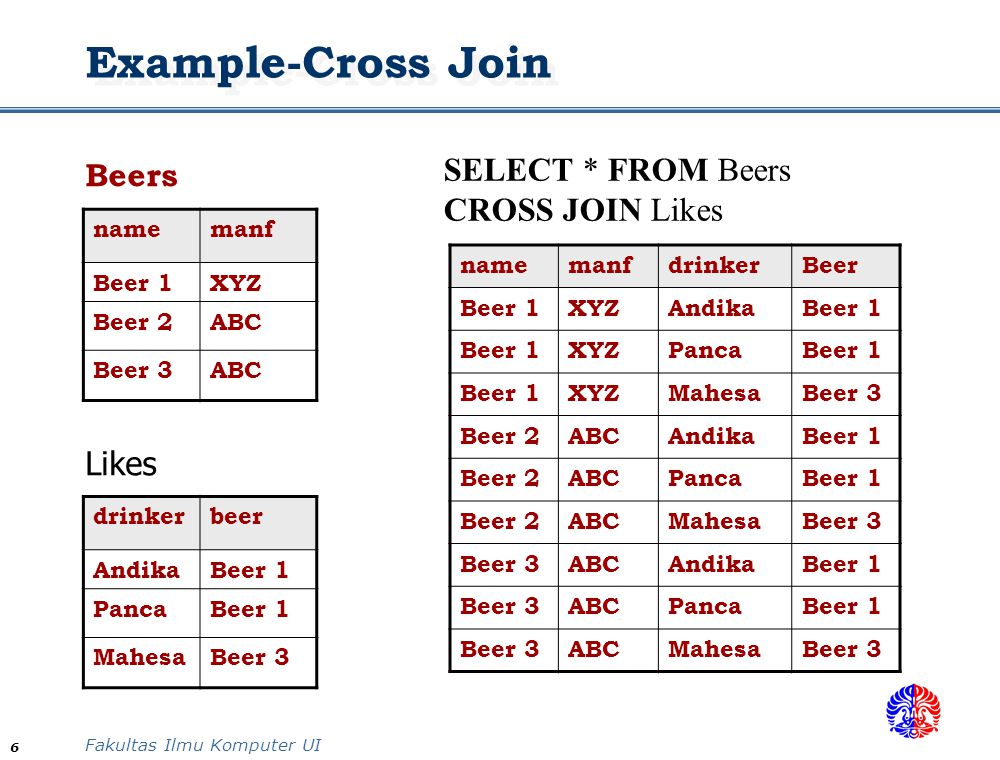 Example-Cross Join
Beers
name manf
Beer 1 XYZ
Beer 2 ABC
Beer 3 ABC
Likes
drinker beer
Andika Beer 1
Panca Beer 1
Mahesa Beer 3
SELECT * FROM Beers
CROSS JOIN Likes
name manf drinker Beer
Beer 1 XYZ Andika Beer 1
Beer 1 XYZ Panca Beer 1
Beer 1 XYZ Mahesa Beer 3
Beer 2 ABC Andika Beer 1
Beer 2 ABC Panca Beer 1
Beer 2 ABC Mahesa Beer 3
Beer 3 ABC Andika Beer 1
Beer 3 ABC Panca Beer 1
Beer 3 ABC Mahesa Beer 3
6 Fakultas Ilmu Komputer UI